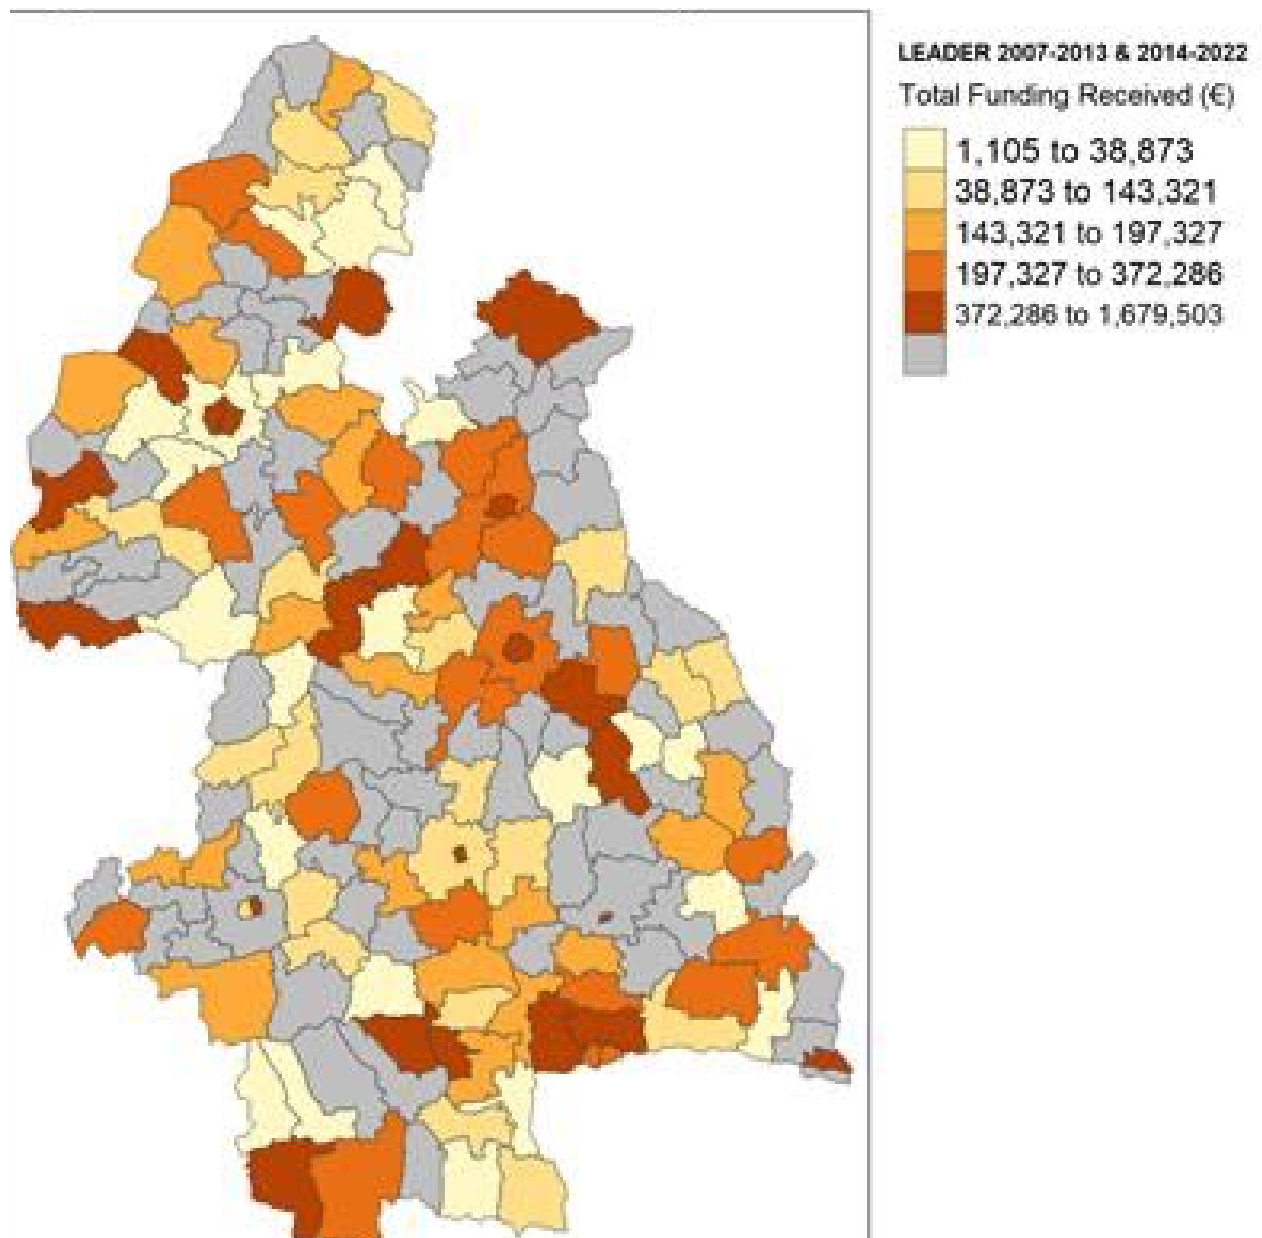 LEADER 2007-2013 & 2014-2022
Total Funding Received (€)
1,105 to 38,873
38,873 to 143,321
143,321 to 197,327
197,327 to 372,286
372,286 to 1,679,503